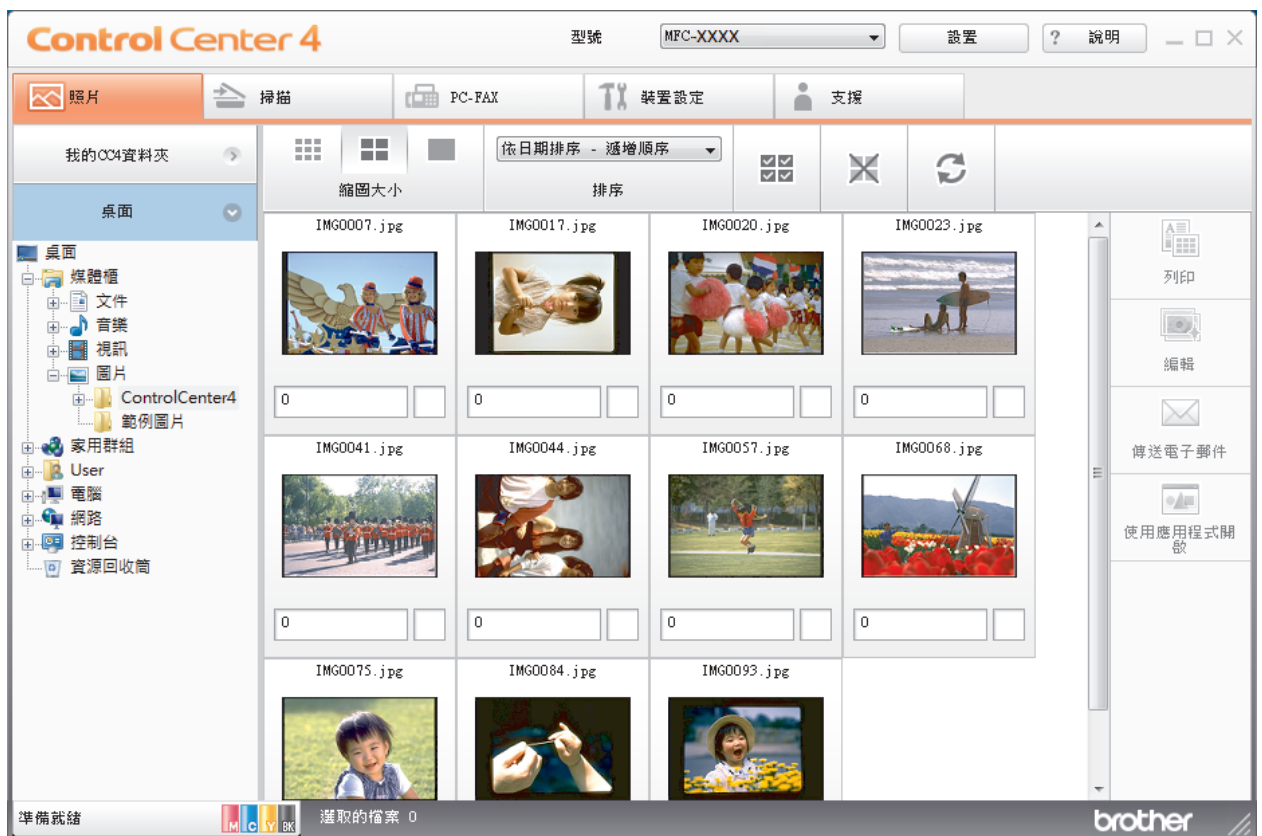 Control Center 4
型號
MFC-XXXX
設置
? 說明
照片
掃描
PC-FAX
裝置設定
支援
我的CC4資料夾
桌面
縮圖大小
依日期排序 - 遞增順序
排序
桌面
媒體櫃
文件
音樂
視訊
圖片
ControlCenter4
範例圖片
家用群組
User
電腦
網路
控制台
資源回收筒
IMG0007.jpg
IMG0017.jpg
IMG0020.jpg
IMG0023.jpg
0
0
0
0
IMG0041.jpg
IMG0044.jpg
IMG0057.jpg
IMG0068.jpg
0
0
0
0
IMG0075.jpg
IMG0084.jpg
IMG0093.jpg
列印
編輯
傳送電子郵件
使用應用程式開
啟
準備就緒
M C Y BK
選取的檔案 0
brother